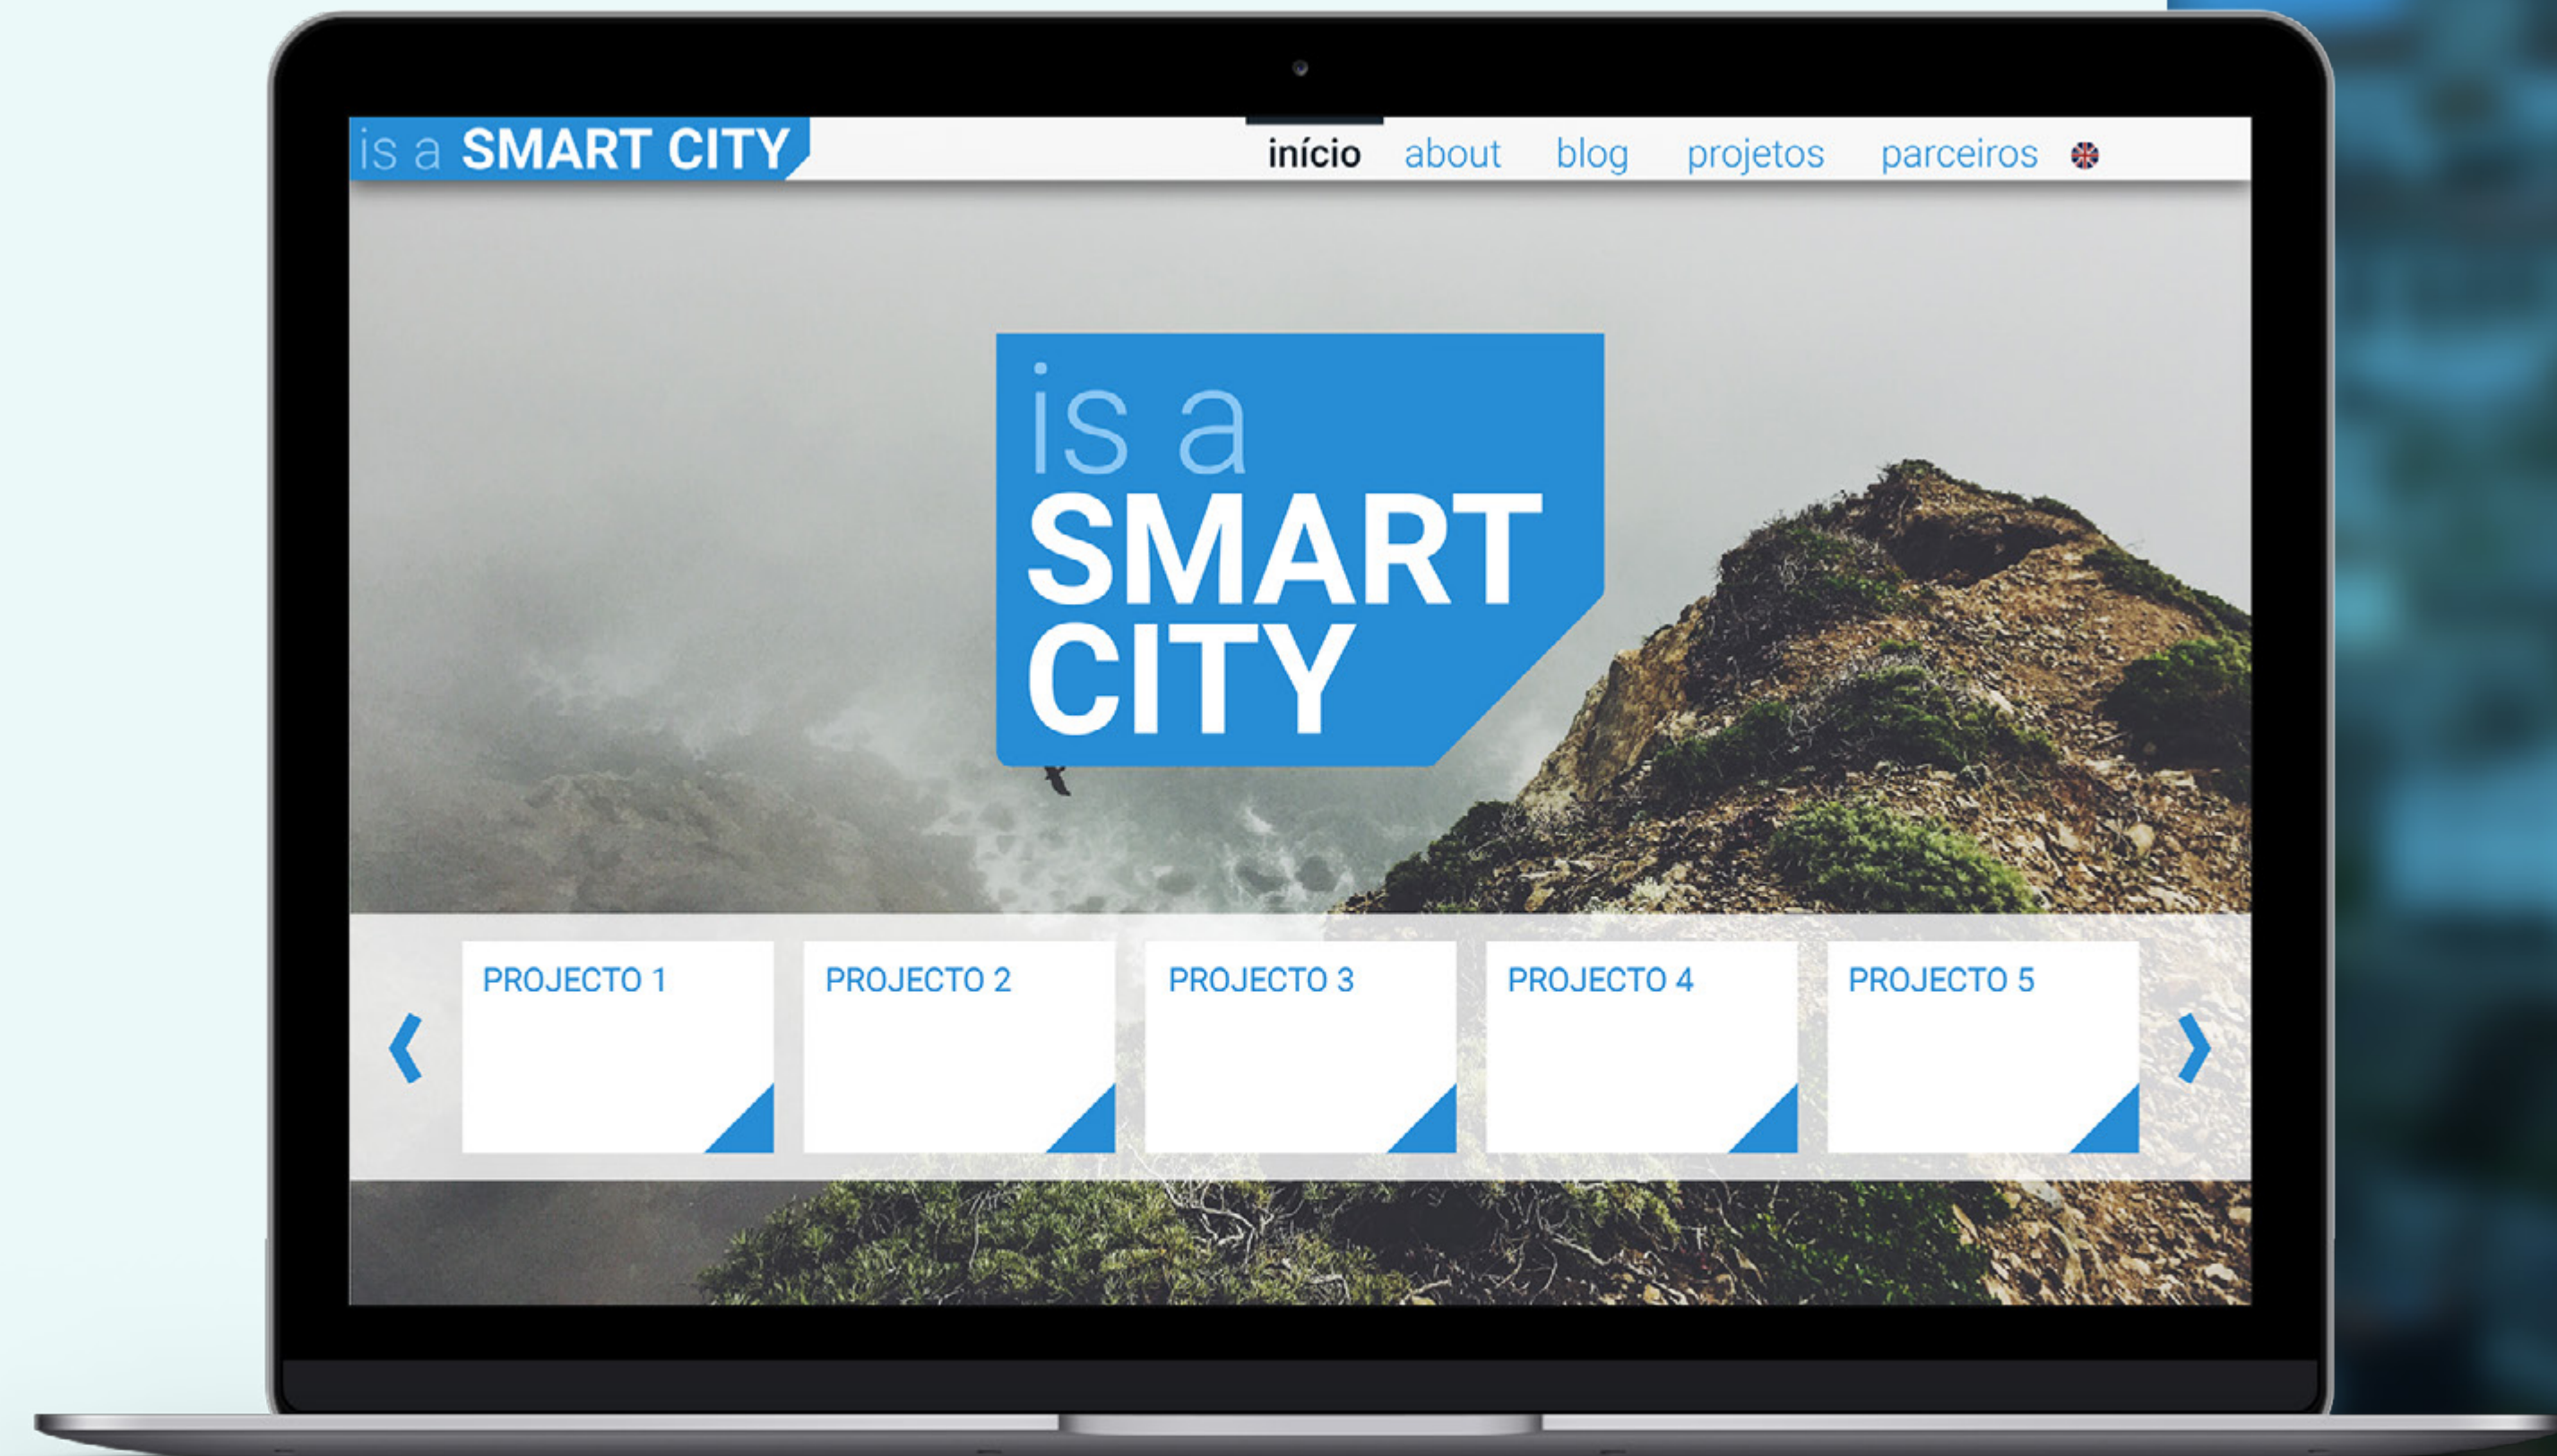 is a SMART CITY
início about blog projetos parceiros
is a
SMART
CITY
PROJECTO 1
PROJECTO 2
PROJECTO 3
PROJECTO 4
PROJECTO 5